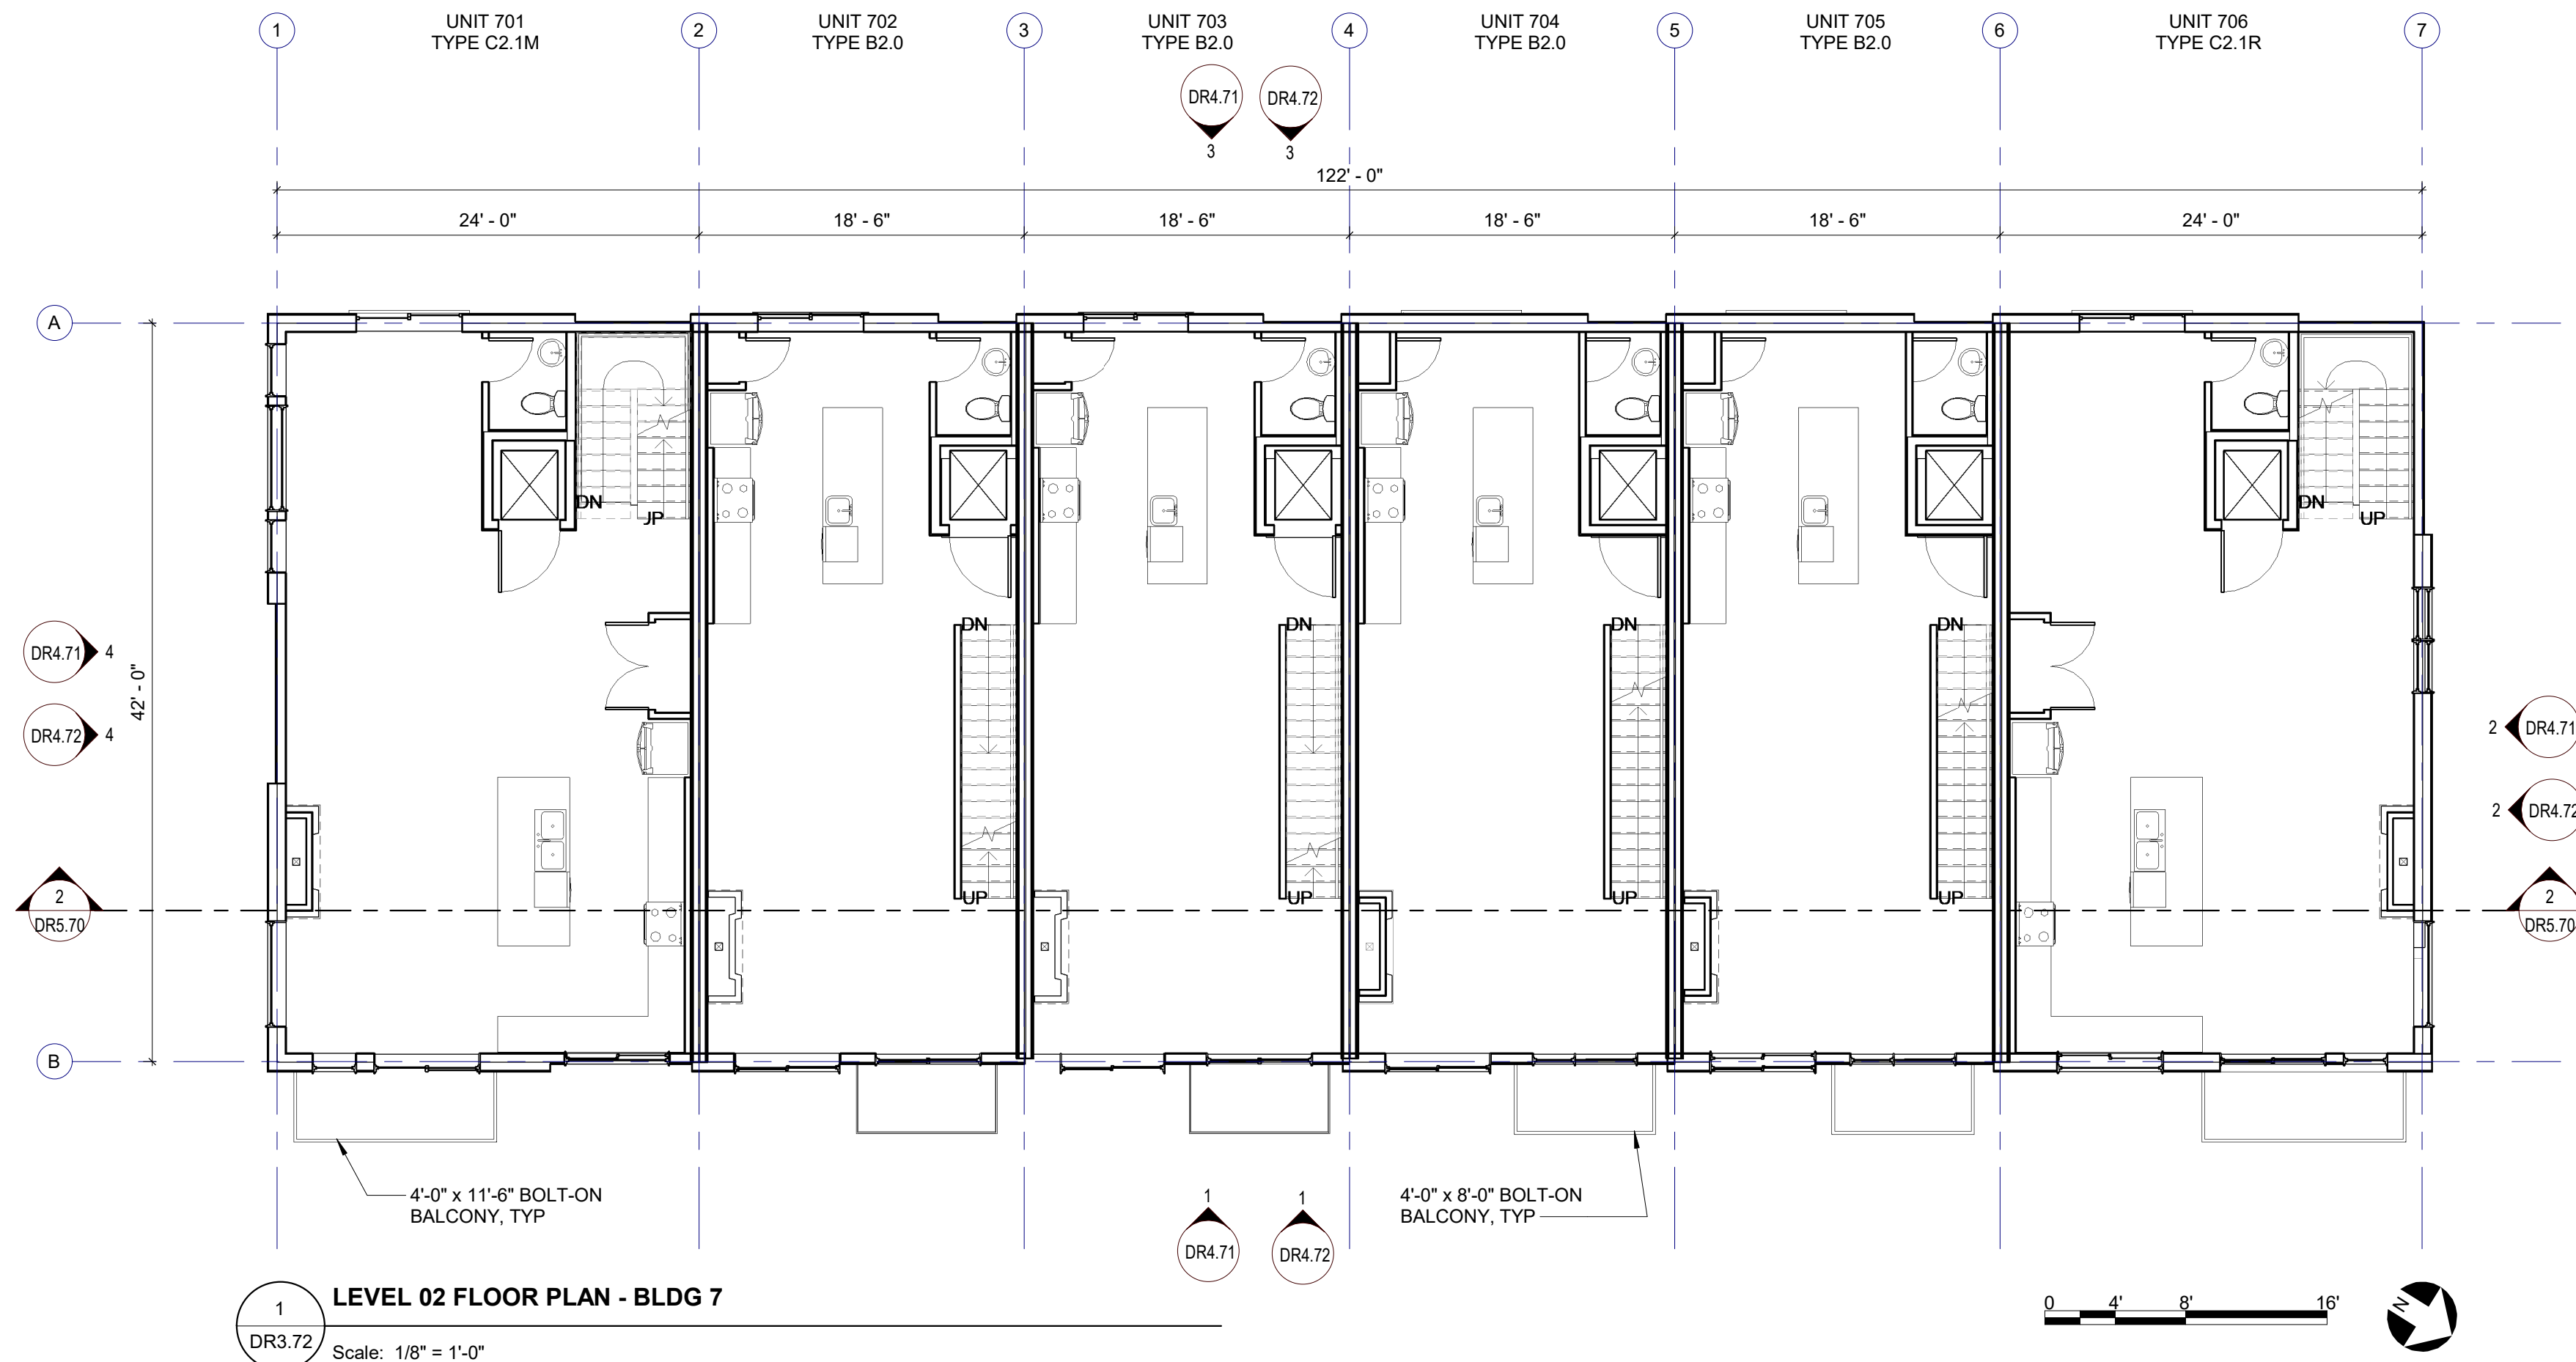 1
UNIT 701
TYPE C2.1M
2
UNIT 702
TYPE B2.0
3
UNIT 703
TYPE B2.0
4
UNIT 704
TYPE B2.0
5
UNIT 705
TYPE B2.0
6
UNIT 706
TYPE C2.1R
7
DR4.71
3
DR4.72
3
122' - 0"
24' - 0"
18' - 6"
18' - 6"
18' - 6"
18' - 6"
24' - 0"
A
DN
UP
DN
UP
DN
DN
DN
DN
DR4.71
4
DR4.72
4
42' - 0"
2
DR4.71
2
DR4.72
UP
UP
UP
UP
2
DR5.70
2
DR5.70
B
4'-0" x 11'-6" BOLT-ON
BALCONY, TYP
4'-0" x 8'-0" BOLT-ON
BALCONY, TYP
1
DR4.71
1
DR4.72
1
DR3.72
LEVEL 02 FLOOR PLAN - BLDG 7
Scale: 1/8" = 1'-0"
0 4' 8' 16'
N